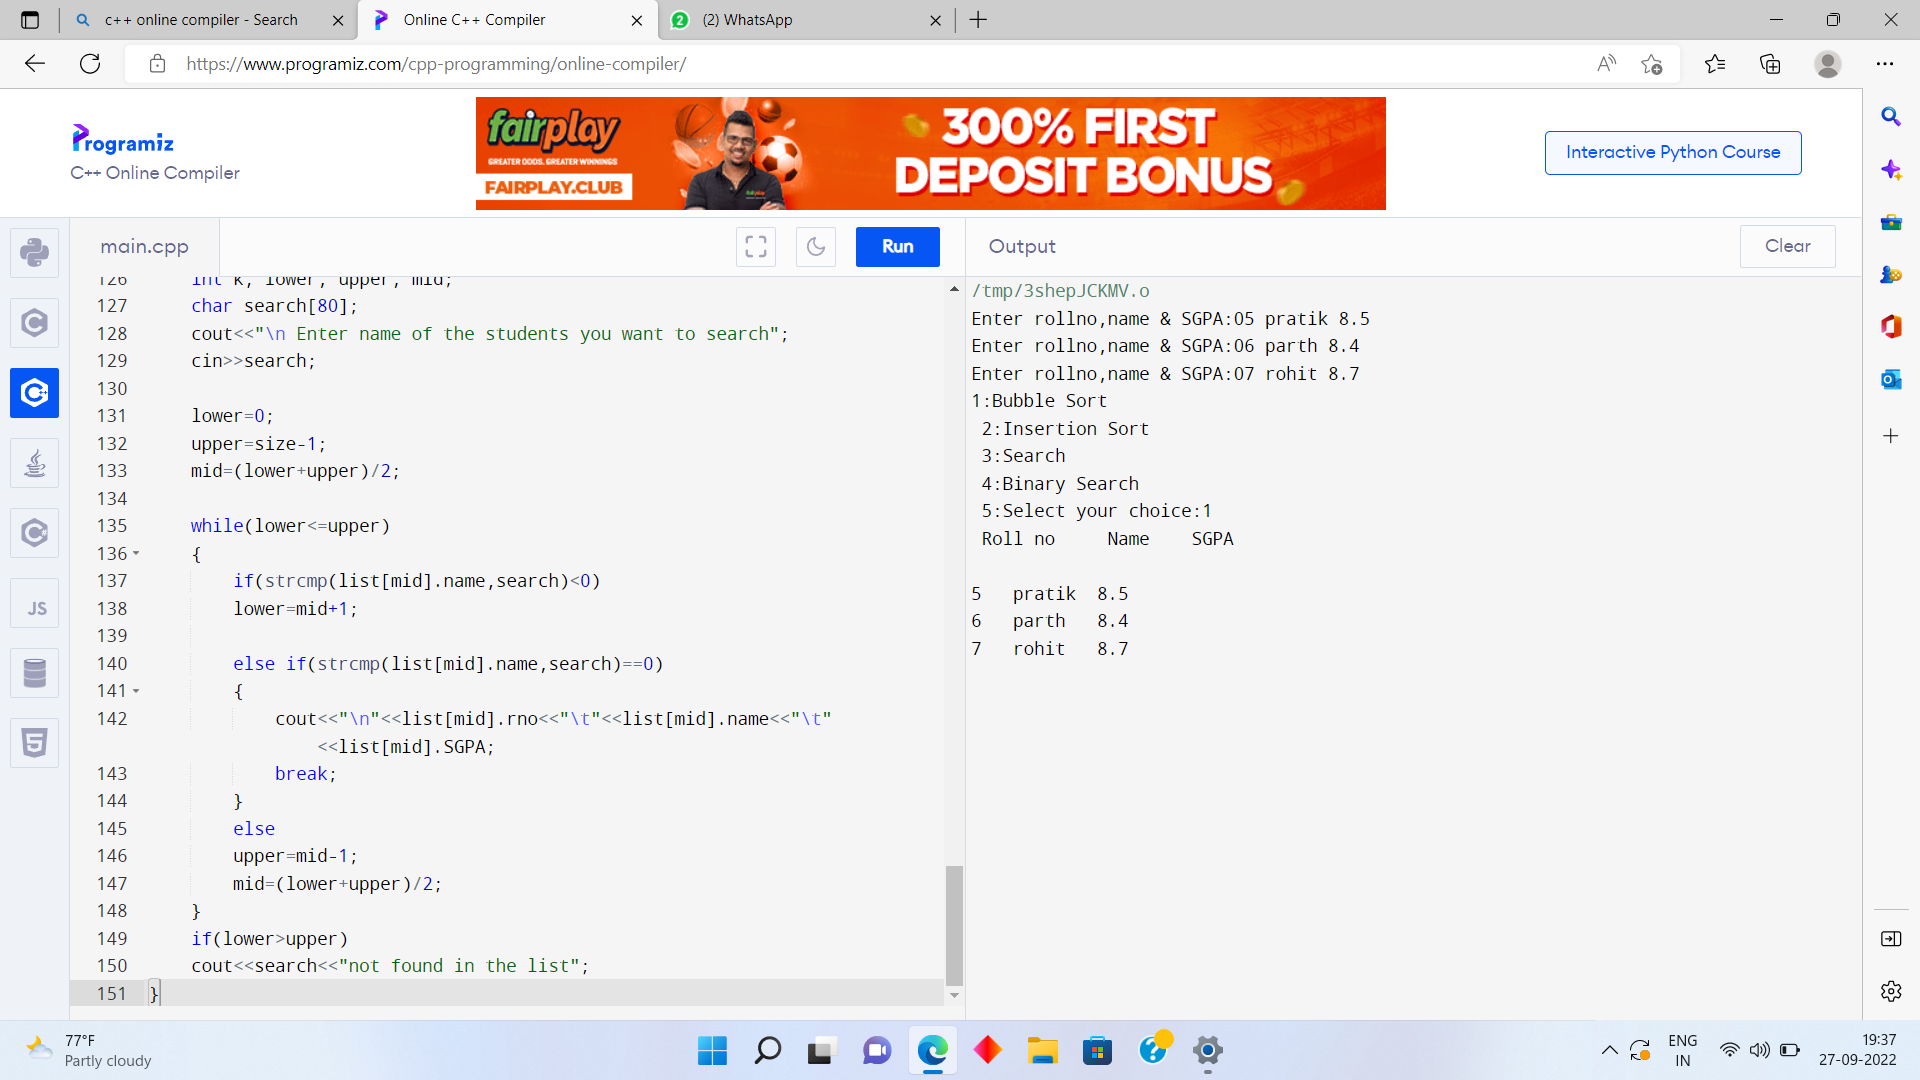 c++ online compiler - Search
Online C++ Compiler
(2) WhatsApp
https://www.programiz.com/cpp-programming/online-compiler/
Programiz
C++ Online Compiler
fairplay
GREATER ODDS. GREATER WINNINGS
FAIRPLAY.CLUB
300% FIRST
DEPOSIT BONUS
Interactive Python Course
main.cpp
Run
Output
Clear
126 int k, lower, upper, mid;
127 char search[80];
128 cout<<"\n Enter name of the students you want to search";
129 cin>>search;
130
131 lower=0;
132 upper=size-1;
133 mid=(lower+upper)/2;
134
135 while(lower<=upper)
136 {
137 if(strcmp(list[mid].name,search)<0)
138 lower=mid+1;
139
140 else if(strcmp(list[mid].name,search)==0)
141 {
142 cout<<"\n"<<list[mid].rno<<"\t"<<list[mid].name<<"\t"
<<list[mid].SGPA;
143 break;
144 }
145 else
146 upper=mid-1;
147 mid=(lower+upper)/2;
148 }
149 if(lower>upper)
150 cout<<search<<"not found in the list";
151 }
/tmp/3shepJCKMV.o
Enter rollno,name & SGPA:05 pratik 8.5
Enter rollno,name & SGPA:06 parth 8.4
Enter rollno,name & SGPA:07 rohit 8.7
1:Bubble Sort
2:Insertion Sort
3:Search
4:Binary Search
5:Select your choice:1
Roll no Name SGPA
5 pratik 8.5
6 parth 8.4
7 rohit 8.7
JS
77°F
Partly cloudy
ENG
IN
19:37
27-09-2022